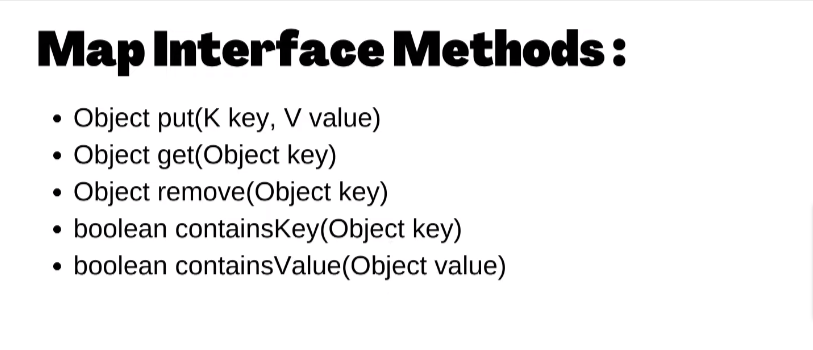 Map Interface Methods :
• Object put(K key, V value)
• Object get(Object key)
• Object remove(Object key)
• boolean containsKey(Object key)
• boolean containsValue(Object value)